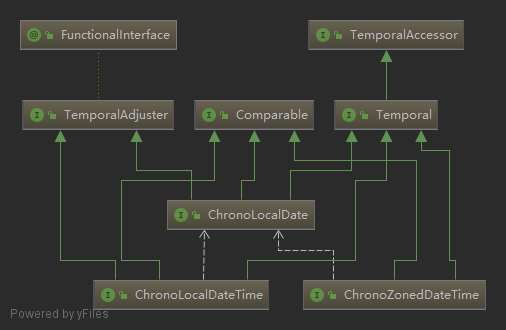 FunctionalInterface
TemporalAccessor
TemporalAdjuster
Comparable
Temporal
ChronoLocalDate
ChronoLocalDateTime
ChronoZonedDateTime
Powered by yFiles